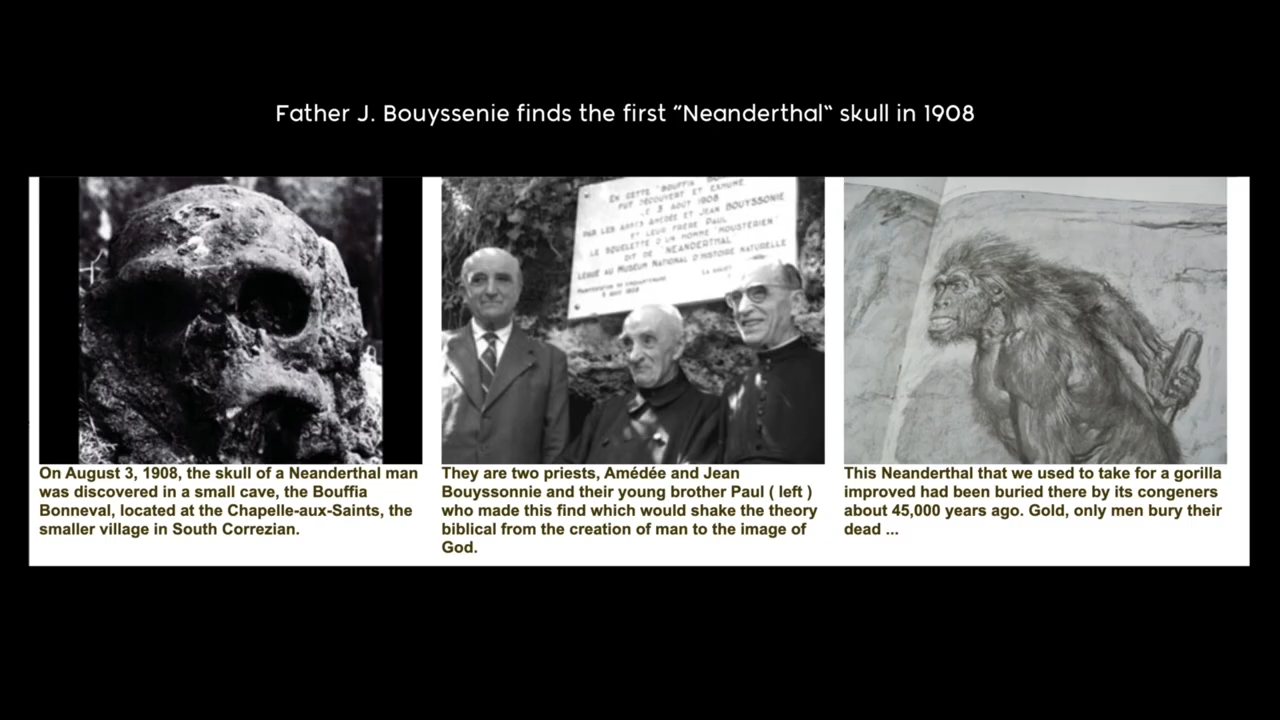 Father J. Bouyssenie finds the first “Neanderthal“ skull in 1908
EN CETTE "BOUFFIA"
FUT DÉCOUVERT ET EXHUMÉ
LE 3 AOÛT 1908
PAR LES ABBÉS AMÉDÉE ET JEAN BOUYSSONIE
ET LEUR FRÈRE PAUL
LE SQUELETTE D'UN HOMME "MOUSTERIEN"
DIT DE "NEANDERTHAL
LÉGUÉ AU MUSÉUM NATIONAL D'HISTOIRE NATURELLE
On August 3, 1908, the skull of a Neanderthal man
was discovered in a small cave, the Bouffia
Bonneval, located at the Chapelle-aux-Saints, the
smaller village in South Correzian.
They are two priests, Amédée and Jean
Bouyssonnie and their young brother Paul ( left )
who made this find which would shake the theory
biblical from the creation of man to the image of
God.
This Neanderthal that we used to take for a gorilla
improved had been buried there by its congeners
about 45,000 years ago. Gold, only men bury their
dead ...